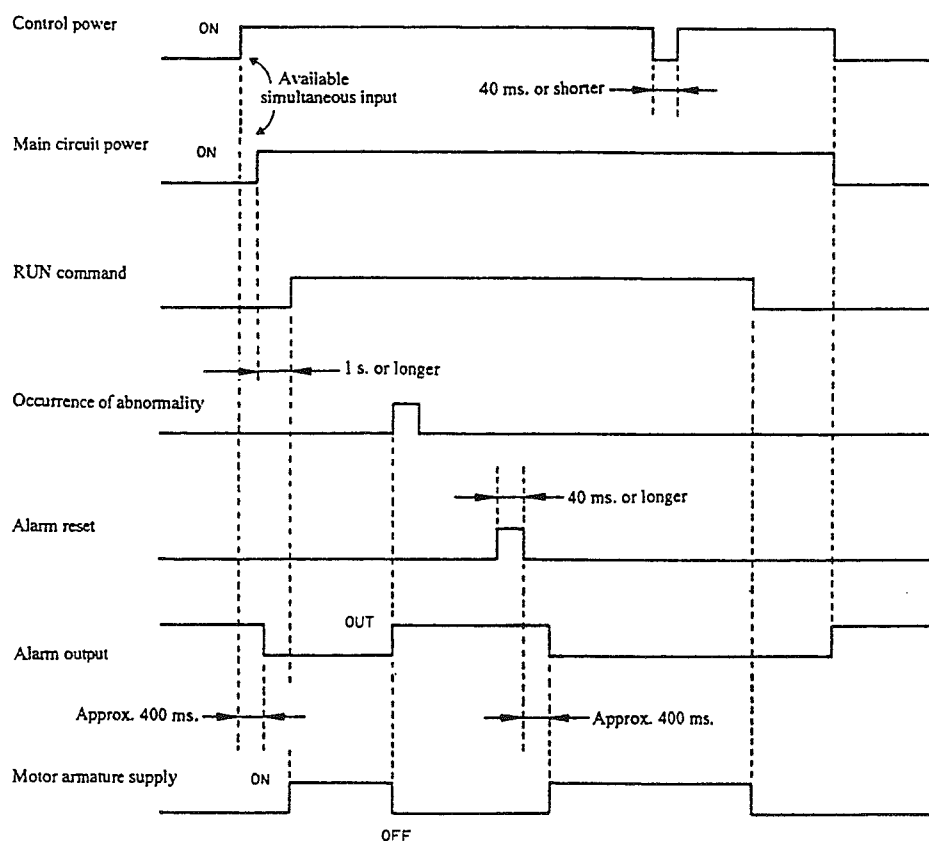 Control power
ON
Available
simultaneous input
40 ms. or shorter
Main circuit power
ON
RUN command
1 s. or longer
Occurrence of abnormality
40 ms. or longer
Alarm reset
OUT
Alarm output
Approx. 400 ms.
Approx. 400 ms.
Motor armature supply
ON
OFF